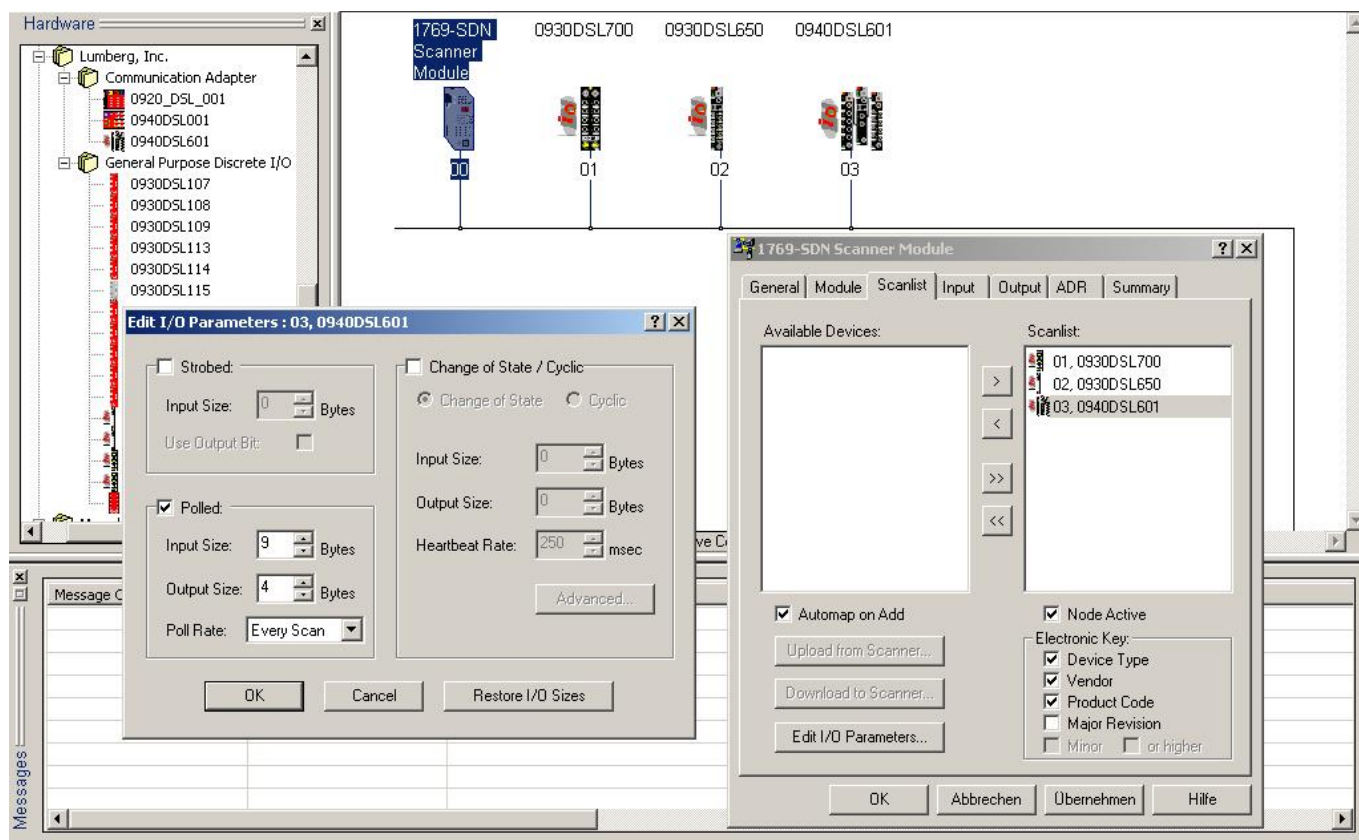 Hardware
Lumberg, Inc.
Communication Adapter
0920_DSL_001
0940DSL001
0940DSL601
General Purpose Discrete I/O
0930DSL107
0930DSL108
0930DSL109
0930DSL113
0930DSL114
0930DSL115
1769-SDN
Scanner
Module
0930DSL700
0930DSL650
0940DSL601
00
01
02
03
Edit I/O Parameters : 03, 0940DSL601
Strobed:
Input Size: 0 Bytes
Use Output Bit:
Polled:
Input Size: 9 Bytes
Output Size: 4 Bytes
Poll Rate: Every Scan
Change of State / Cyclic
Change of State Cyclic
Input Size: 0 Bytes
Output Size: 0 Bytes
Heartbeat Rate: 250 msec
Advanced...
OK Cancel Restore I/O Sizes
1769-SDN Scanner Module
General Module Scanlist Input Output ADR Summary
Available Devices:
Scanlist:
01, 0930DSL700
02, 0930DSL650
03, 0940DSL601
>
<
>>
<<
Automap on Add
Upload from Scanner...
Download to Scanner...
Edit I/O Parameters...
Node Active
Electronic Key:
Device Type
Vendor
Product Code
Major Revision
Minor or higher
OK Abbrechen Übernehmen Hilfe
Messages
Message C